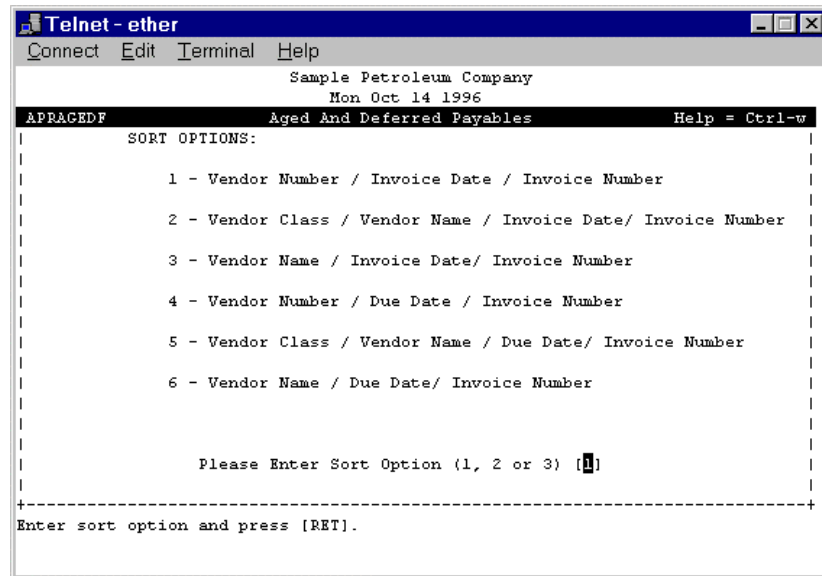 Telnet - ether
Connect Edit Terminal Help
Sample Petroleum Company
Mon Oct 14 1996
APRAGEDF Aged And Deferred Payables Help = Ctrl-w
SORT OPTIONS:
1 - Vendor Number / Invoice Date / Invoice Number
2 - Vendor Class / Vendor Name / Invoice Date/ Invoice Number
3 - Vendor Name / Invoice Date/ Invoice Number
4 - Vendor Number / Due Date / Invoice Number
5 - Vendor Class / Vendor Name / Due Date/ Invoice Number
6 - Vendor Name / Due Date/ Invoice Number
Please Enter Sort Option (1, 2 or 3) [1]
Enter sort option and press [RET].